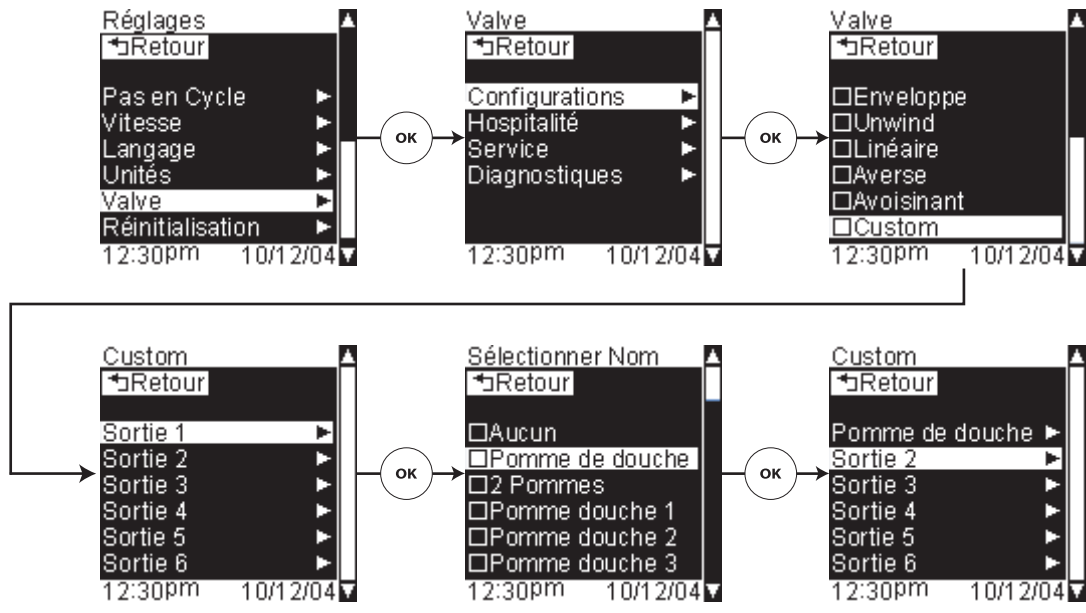 Réglages
Retour
Pas en Cycle
Vitesse
Langage
Unités
Valve
Réinitialisation
12:30pm 10/12/04
OK
Valve
Retour
Configurations
Hospitalité
Service
Diagnostiques
12:30pm 10/12/04
OK
Valve
Retour
Enveloppe
Unwind
Linéaire
Averse
Avoisinant
Custom
12:30pm 10/12/04
Custom
Retour
Sortie 1
Sortie 2
Sortie 3
Sortie 4
Sortie 5
Sortie 6
12:30pm 10/12/04
OK
Sélectionner Nom
Retour
Aucun
Pomme de douche
2 Pommes
Pomme douche 1
Pomme douche 2
Pomme douche 3
12:30pm 10/12/04
OK
Custom
Retour
Pomme de douche
Sortie 2
Sortie 3
Sortie 4
Sortie 5
Sortie 6
12:30pm 10/12/04